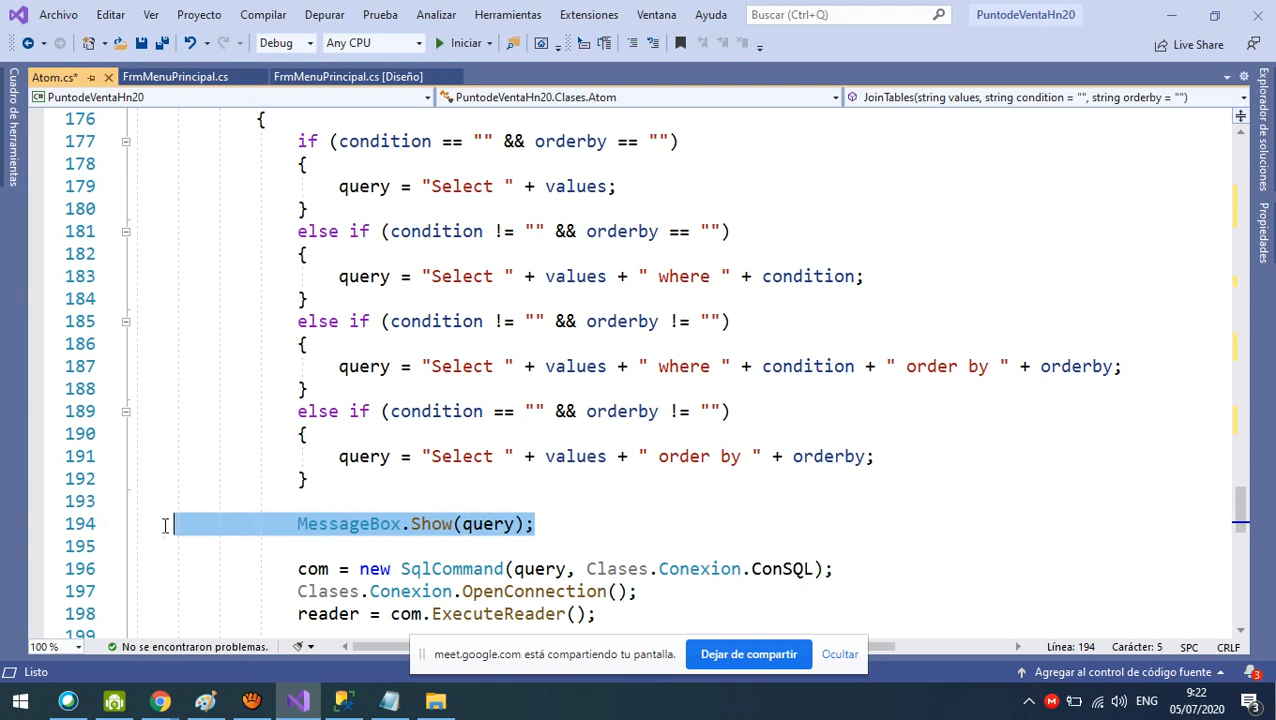 Archivo Editar Ver Proyecto Compilar Depurar Prueba Analizar Herramientas Extensiones Ventana Ayuda Buscar (Ctrl+Q) PuntodeVentaHn20
Debug Any CPU Iniciar Live Share
Atom.cs* FrmMenuPrincipal.cs FrmMenuPrincipal.cs [Diseño]
PuntodeVentaHn20 PuntodeVentaHn20.Clases.Atom JoinTables(string values, string condition = "", string orderby = "")
Cuadro de herramientas
Explorador de soluciones
Propiedades
176 {
177 if (condition == "" && orderby == "")
178 {
179 query = "Select " + values;
180 }
181 else if (condition != "" && orderby == "")
182 {
183 query = "Select " + values + " where " + condition;
184 }
185 else if (condition != "" && orderby != "")
186 {
187 query = "Select " + values + " where " + condition + " order by " + orderby;
188 }
189 else if (condition == "" && orderby != "")
190 {
191 query = "Select " + values + " order by " + orderby;
192 }
193
194 MessageBox.Show(query);
195
196 com = new SqlCommand(query, Clases.Conexion.ConSQL);
197 Clases.Conexion.OpenConnection();
198 reader = com.ExecuteReader();
199
100 % No se encontraron problemas. Línea: 194 Carácter: 5 SPC CRLF
meet.google.com está compartiendo tu pantalla. Dejar de compartir Ocultar
Listo Agregar al control de código fuente 3
ENG 9:22
05/07/2020 3